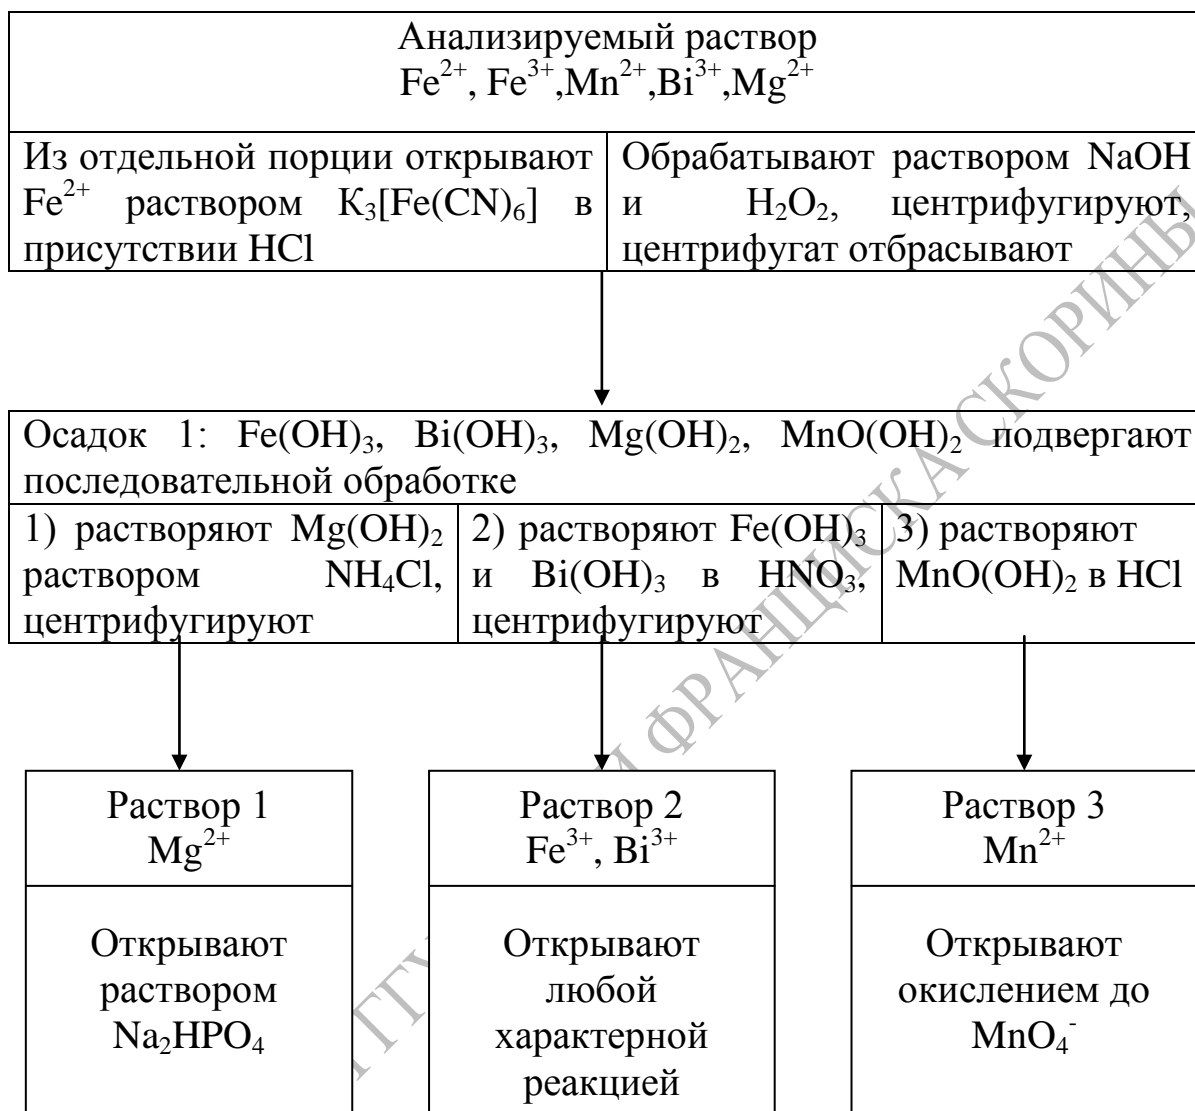 Анализируемый раствор
Fe²⁺, Fe³⁺,Mn²⁺,Bi³⁺,Mg²⁺
Из отдельной порции открывают
Fe²⁺ раствором K₃[Fe(CN)₆] в
присутствии HCl
Обрабатывают раствором NaOH
и H₂O₂, центрифугируют,
центрифугат отбрасывают
Осадок 1: Fe(OH)₃, Bi(OH)₃, Mg(OH)₂, MnO(OH)₂ подвергают
последовательной обработке
1) растворяют Mg(OH)₂
раствором NH₄Cl,
центрифугируют
2) растворяют Fe(OH)₃
и Bi(OH)₃ в HNO₃,
центрифугируют
3) растворяют
MnO(OH)₂ в HCl
Раствор 1
Mg²⁺
Открывают
раствором
Na₂HPO₄
Раствор 2
Fe³⁺, Bi³⁺
Открывают
любой
характерной
реакцией
Раствор 3
Mn²⁺
Открывают
окислением до
MnO₄⁻
ФРАНЦИСКА СКОРИНЫ